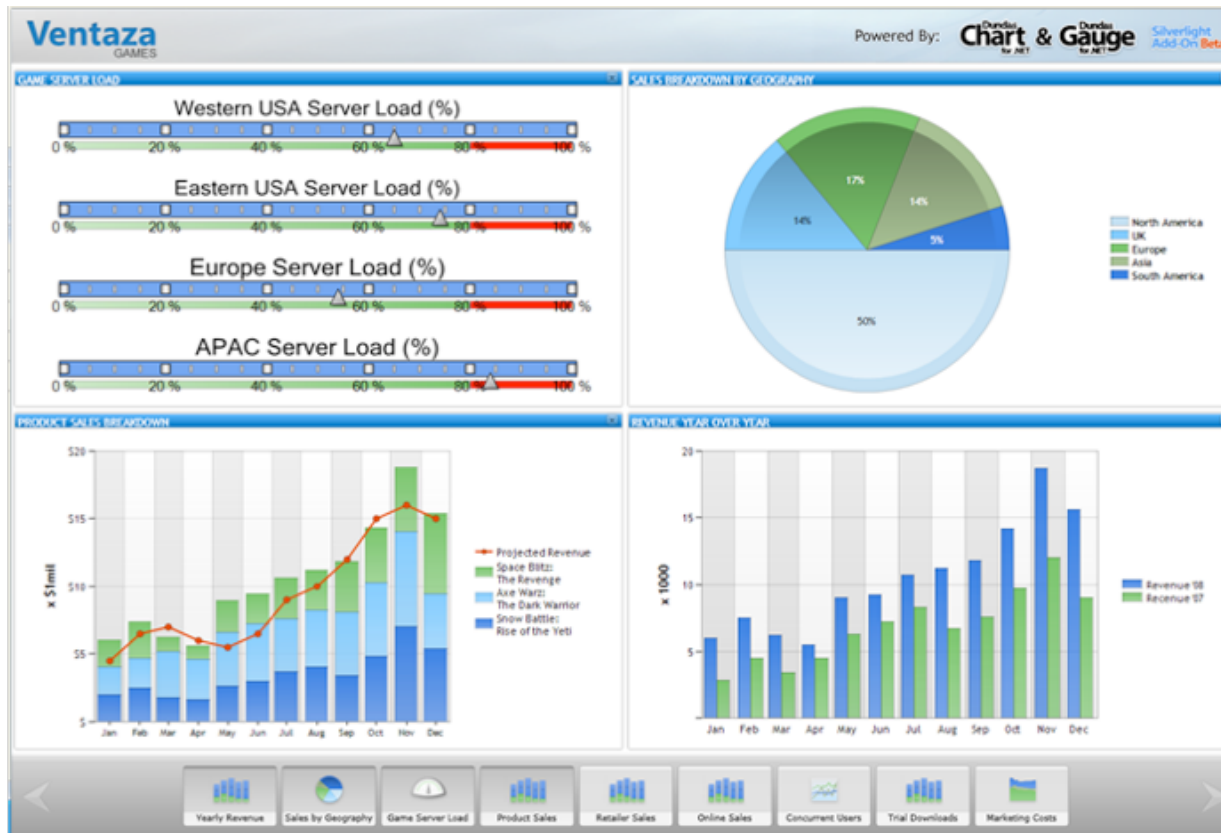 Ventaza
GAMES
Powered By:
Dundas
Chart
for .NET
&
Dundas
Gauge
for .NET
Silverlight
Add-On Beta
GAME SERVER LOAD
Western USA Server Load (%)
0 % 20 % 40 % 60 % 80 % 100 %
Eastern USA Server Load (%)
0 % 20 % 40 % 60 % 80 % 100 %
Europe Server Load (%)
0 % 20 % 40 % 60 % 80 % 100 %
APAC Server Load (%)
0 % 20 % 40 % 60 % 80 % 100 %
SALES BREAKDOWN BY GEOGRAPHY
17%
14%
14%
5%
50%
North America
UK
Europe
Asia
South America
PRODUCT SALES BREAKDOWN
$20
$15
$10
$5
$
x $1mil
Jan Feb Mar Apr May Jun Jul Aug Sep Oct Nov Dec
Projected Revenue
Space Blitz:
The Revenge
Axe Warz:
The Dark Warrior
Snow Battle:
Rise of the Yeti
REVENUE YEAR OVER YEAR
20
15
10
5
x 1000
Jan Feb Mar Apr May Jun Jul Aug Sep Oct Nov Dec
Revenue '08
Recenue '07
Yearly Revenue
Sales by Geography
Game Server Load
Product Sales
Retailer Sales
Online Sales
Concurrent Users
Trial Downloads
Marketing Costs